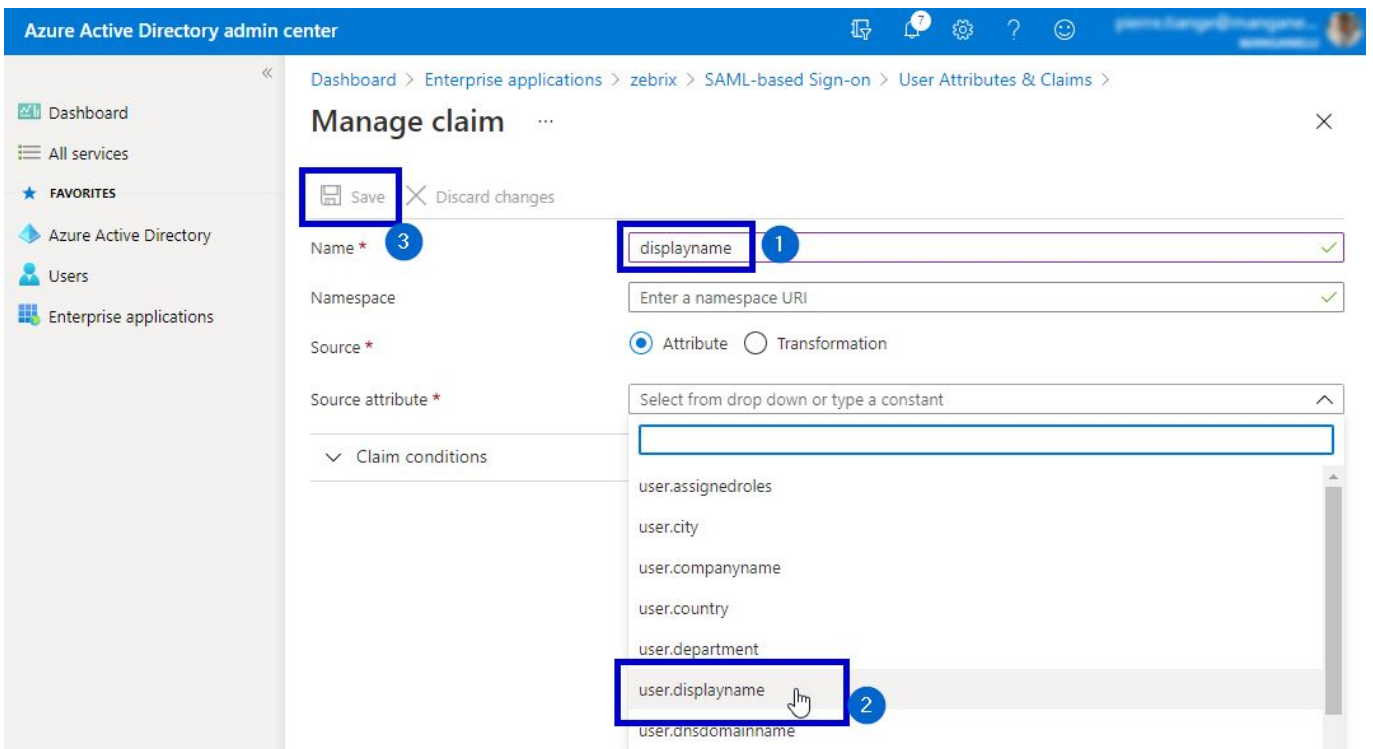 Azure Active Directory admin center
7
Dashboard > Enterprise applications > zebrix > SAML-based Sign-on > User Attributes & Claims >
Manage claim ...
Dashboard
All services
FAVORITES
Azure Active Directory
Users
Enterprise applications
Save
Discard changes
3
Name *
displayname
1
Namespace
Enter a namespace URI
Source *
Attribute
Transformation
Source attribute *
Select from drop down or type a constant
Claim conditions
user.assignedroles
user.city
user.companyname
user.country
user.department
user.displayname
2
user.dnsdomainname